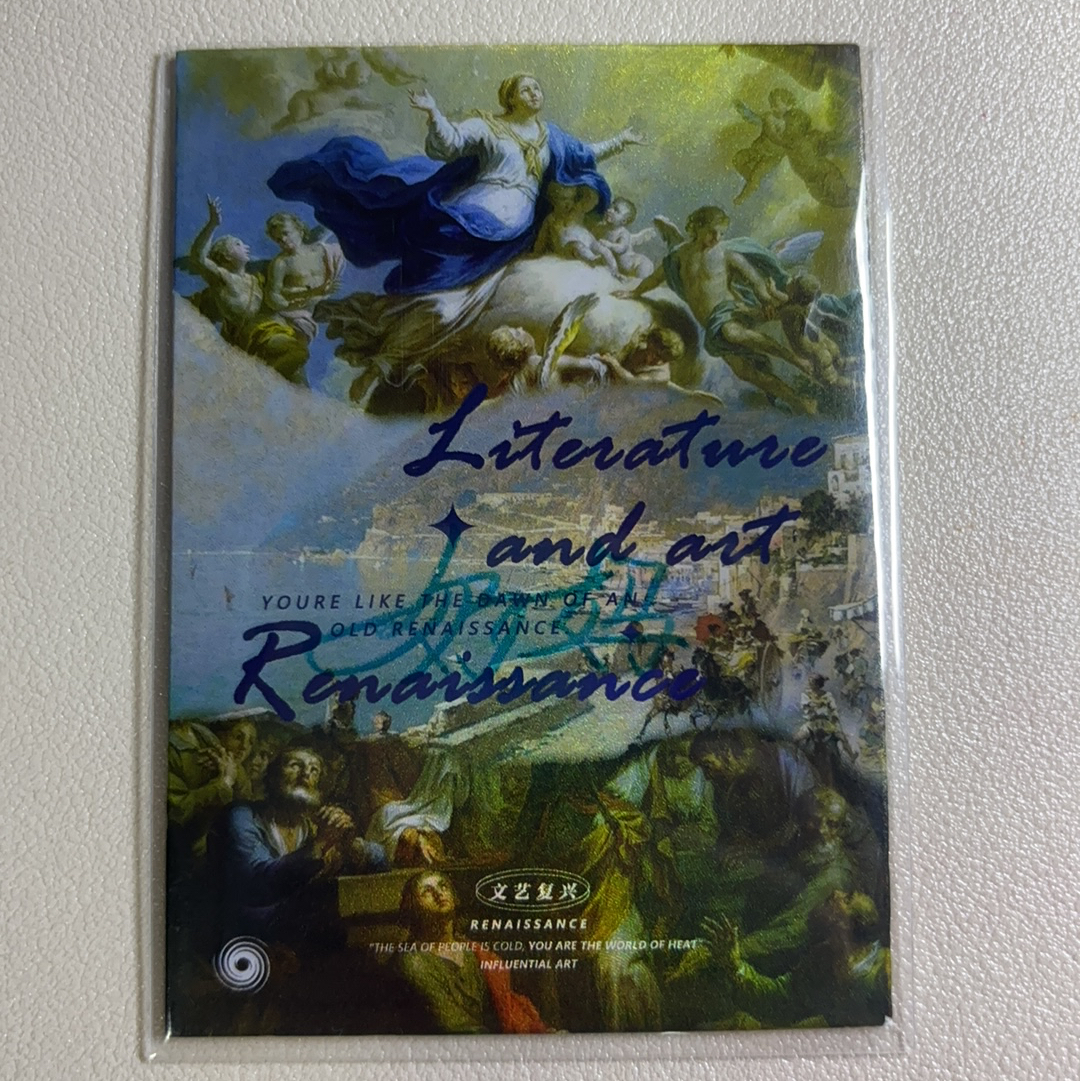 Literature
and art
YOURE LIKE THE DAWN OF AN
OLD RENAISSANCE
Renaissance
文艺复兴
RENAISSANCE
"THE SEA OF PEOPLE IS COLD, YOU ARE THE WORLD OF HEAT"
INFLUENTIAL ART